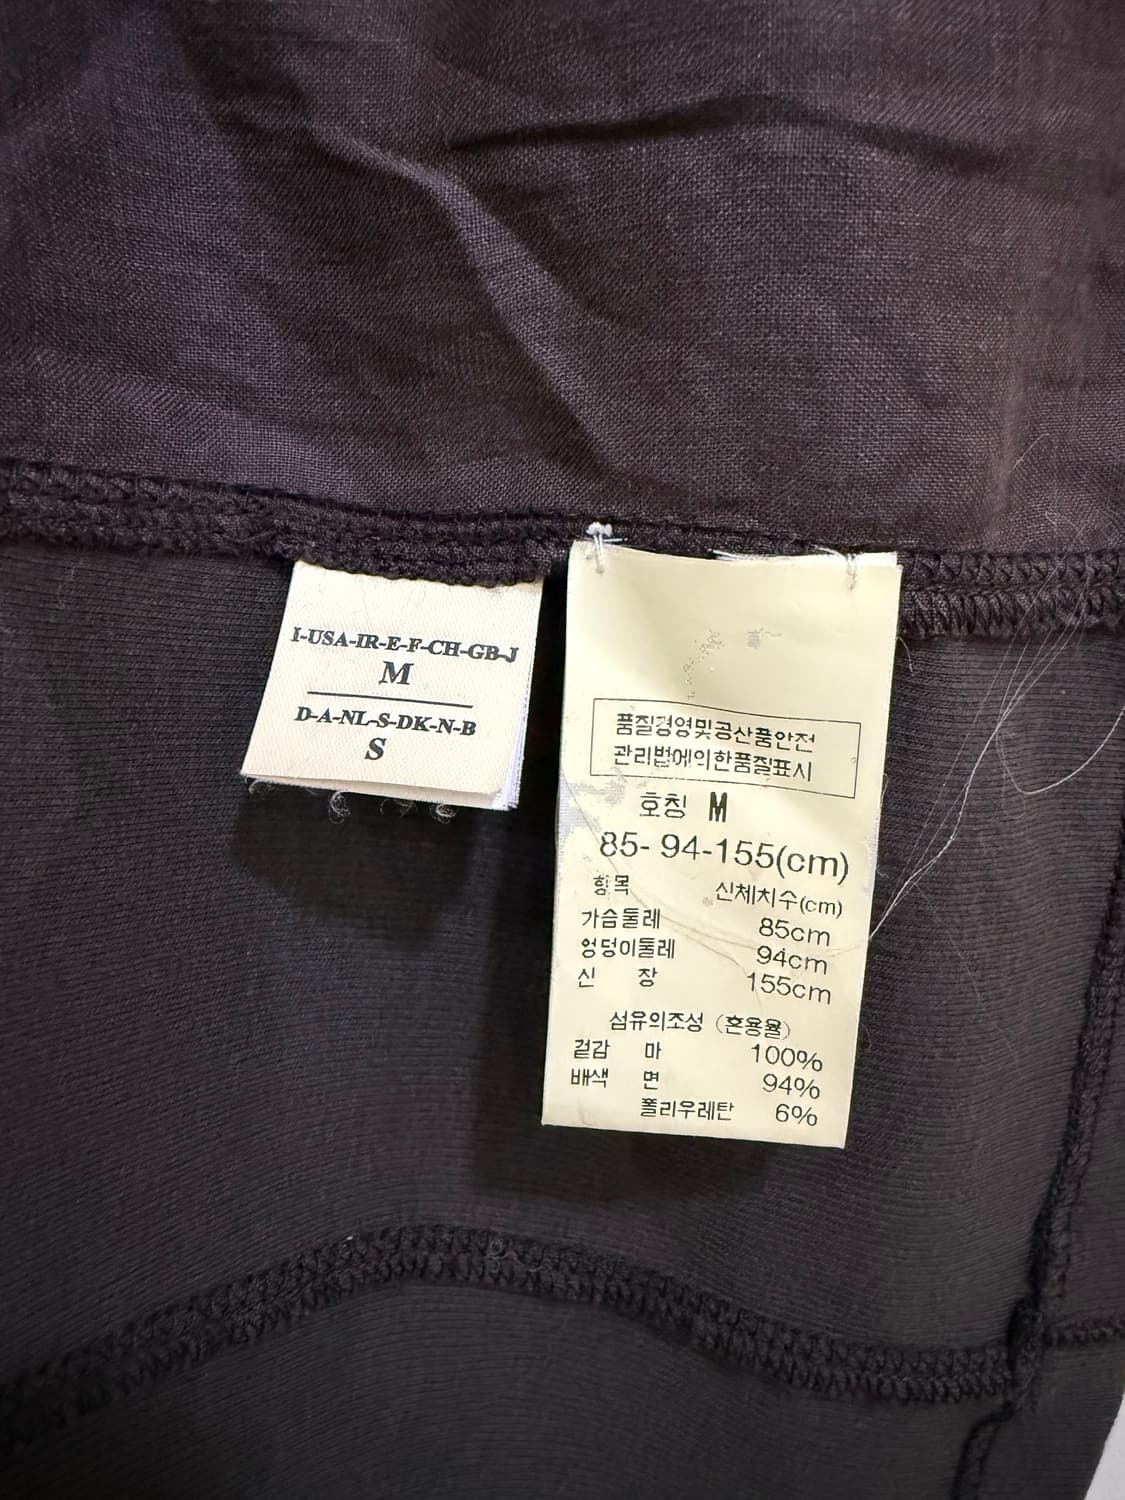 I-USA-IR-E-F-CH-GB-J
M
D-A-NL-S-DK-N-B
S
품질경영및공산품안전
관리법에의한품질표시
호칭 M
85- 94-155(cm)
항목 신체치수(cm)
가슴둘레 85cm
엉덩이둘레 94cm
신 장 155cm
섬유의조성 (혼용율)
겉감 마 100%
배색 면 94%
폴리우레탄 6%